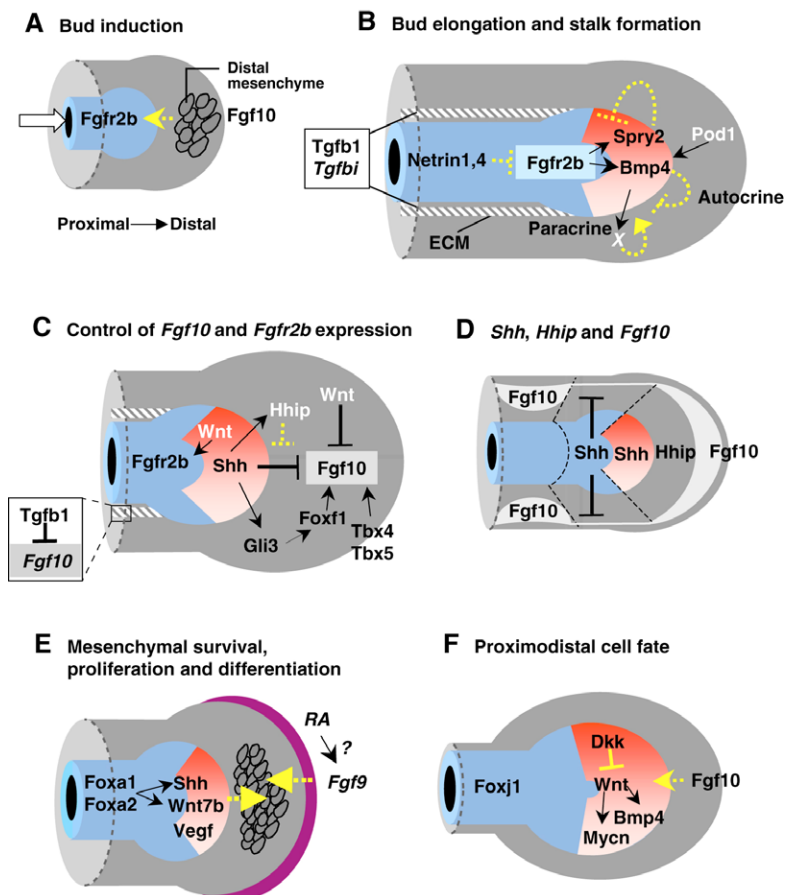 A Bud induction
Distal
mesenchyme
Fgfr2b
Fgf10
Proximal
Distal
B Bud elongation and stalk formation
Tgfb1
Tgfbi
Netrin1,4
Fgfr2b
Spry2
Bmp4
Pod1
Autocrine
Paracrine
X
ECM
C Control of Fgf10 and Fgfr2b expression
Wnt
Hhip
Wnt
Fgfr2b
Shh
Fgf10
Tgfb1
Fgf10
Gli3
Foxf1
Tbx4
Tbx5
D Shh, Hhip and Fgf10
Fgf10
Shh
Shh
Hhip
Fgf10
Fgf10
E Mesenchymal survival,
proliferation and differentiation
RA
?
Fgf9
Foxa1
Foxa2
Shh
Wnt7b
Vegf
F Proximodistal cell fate
Dkk
Foxj1
Wnt
Fgf10
Bmp4
Mycn